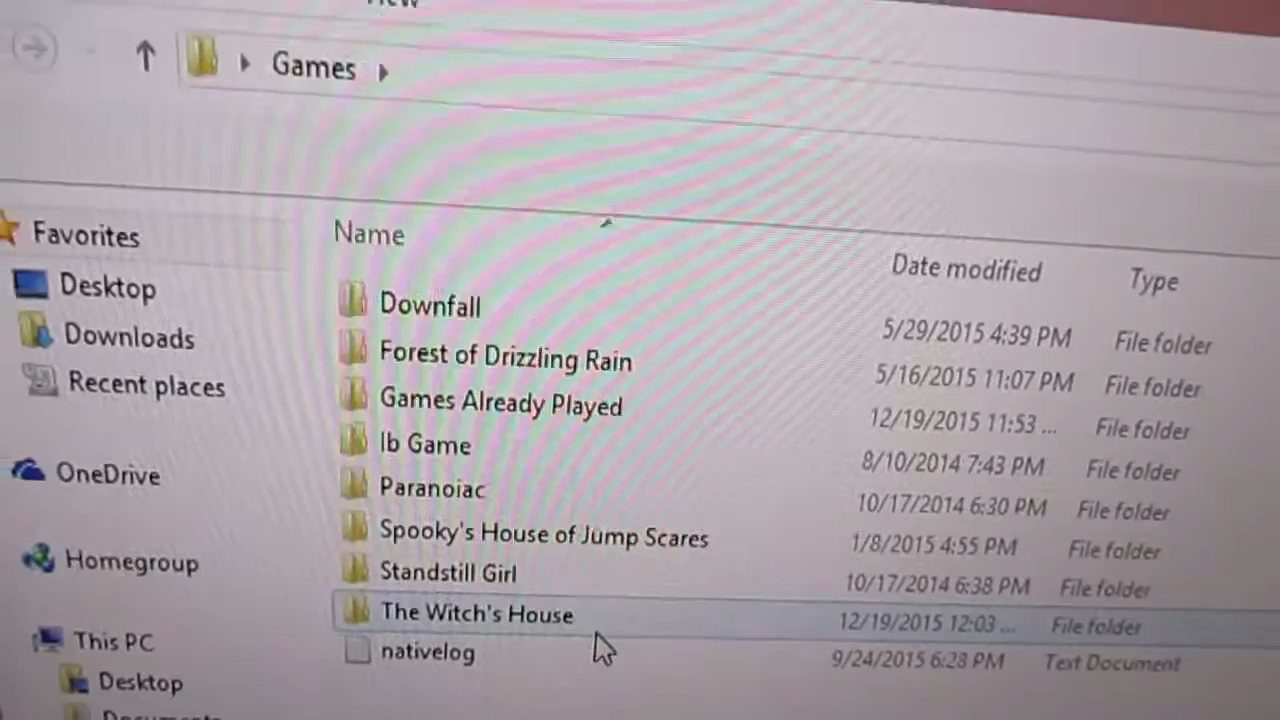 Games
Name Date modified Type
Favorites
Desktop
Downloads
Recent places
OneDrive
Homegroup
This PC
Desktop
Downfall 5/29/2015 4:39 PM File folder
Forest of Drizzling Rain 5/16/2015 11:07 PM File folder
Games Already Played 12/19/2015 11:53 ... File folder
Ib Game 8/10/2014 7:43 PM File folder
Paranoiac 10/17/2014 6:30 PM File folder
Spooky's House of Jump Scares 1/8/2015 4:55 PM File folder
Standstill Girl 10/17/2014 6:38 PM File folder
The Witch's House 12/19/2015 12:03 ... File folder
nativelog 9/24/2015 6:28 PM Text Document